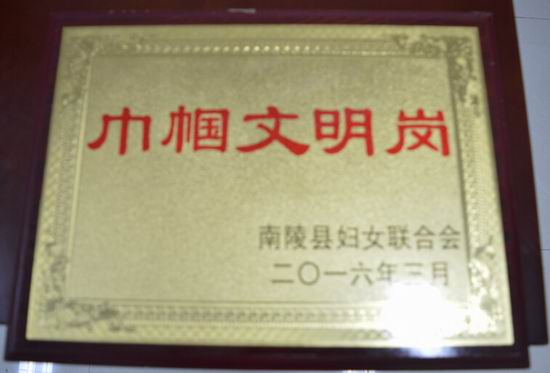 巾帼文明岗
南陵县妇女联合会
二〇一六年三月